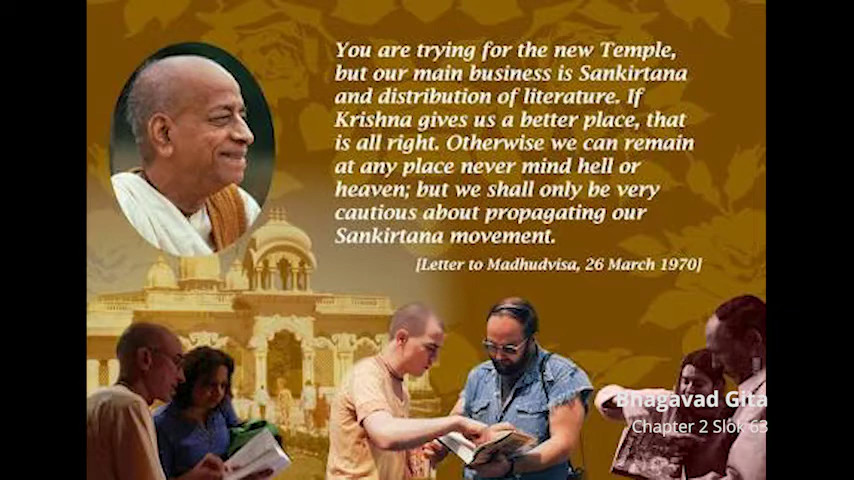 You are trying for the new Temple,
but our main business is Sankirtana
and distribution of literature. If
Krishna gives us a better place, that
is all right. Otherwise we can remain
at any place never mind hell or
heaven; but we shall only be very
cautious about propagating our
Sankirtana movement.
[Letter to Madhudvisa, 26 March 1970]
Bhagavad Gita
Chapter 2 Slok 63